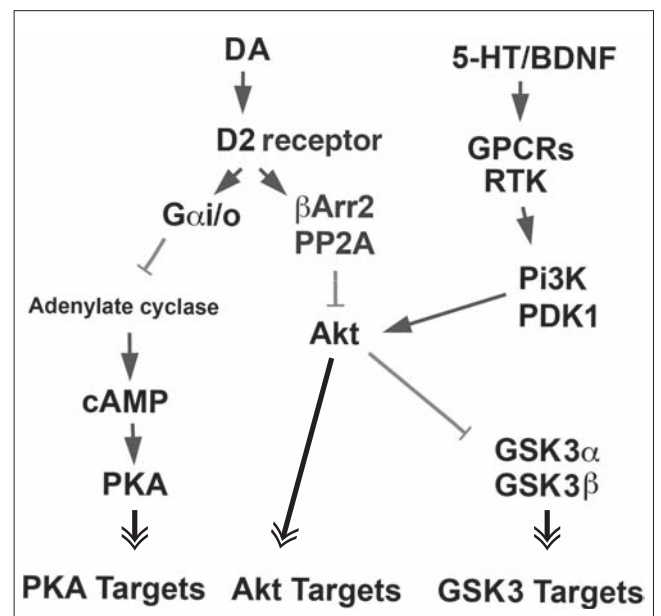 DA
5-HT/BDNF
D2 receptor
GPCRs
RTK
Gαi/o
βArr2
PP2A
Pi3K
PDK1
Adenylate cyclase
Akt
cAMP
GSK3α
GSK3β
PKA
PKA Targets
Akt Targets
GSK3 Targets